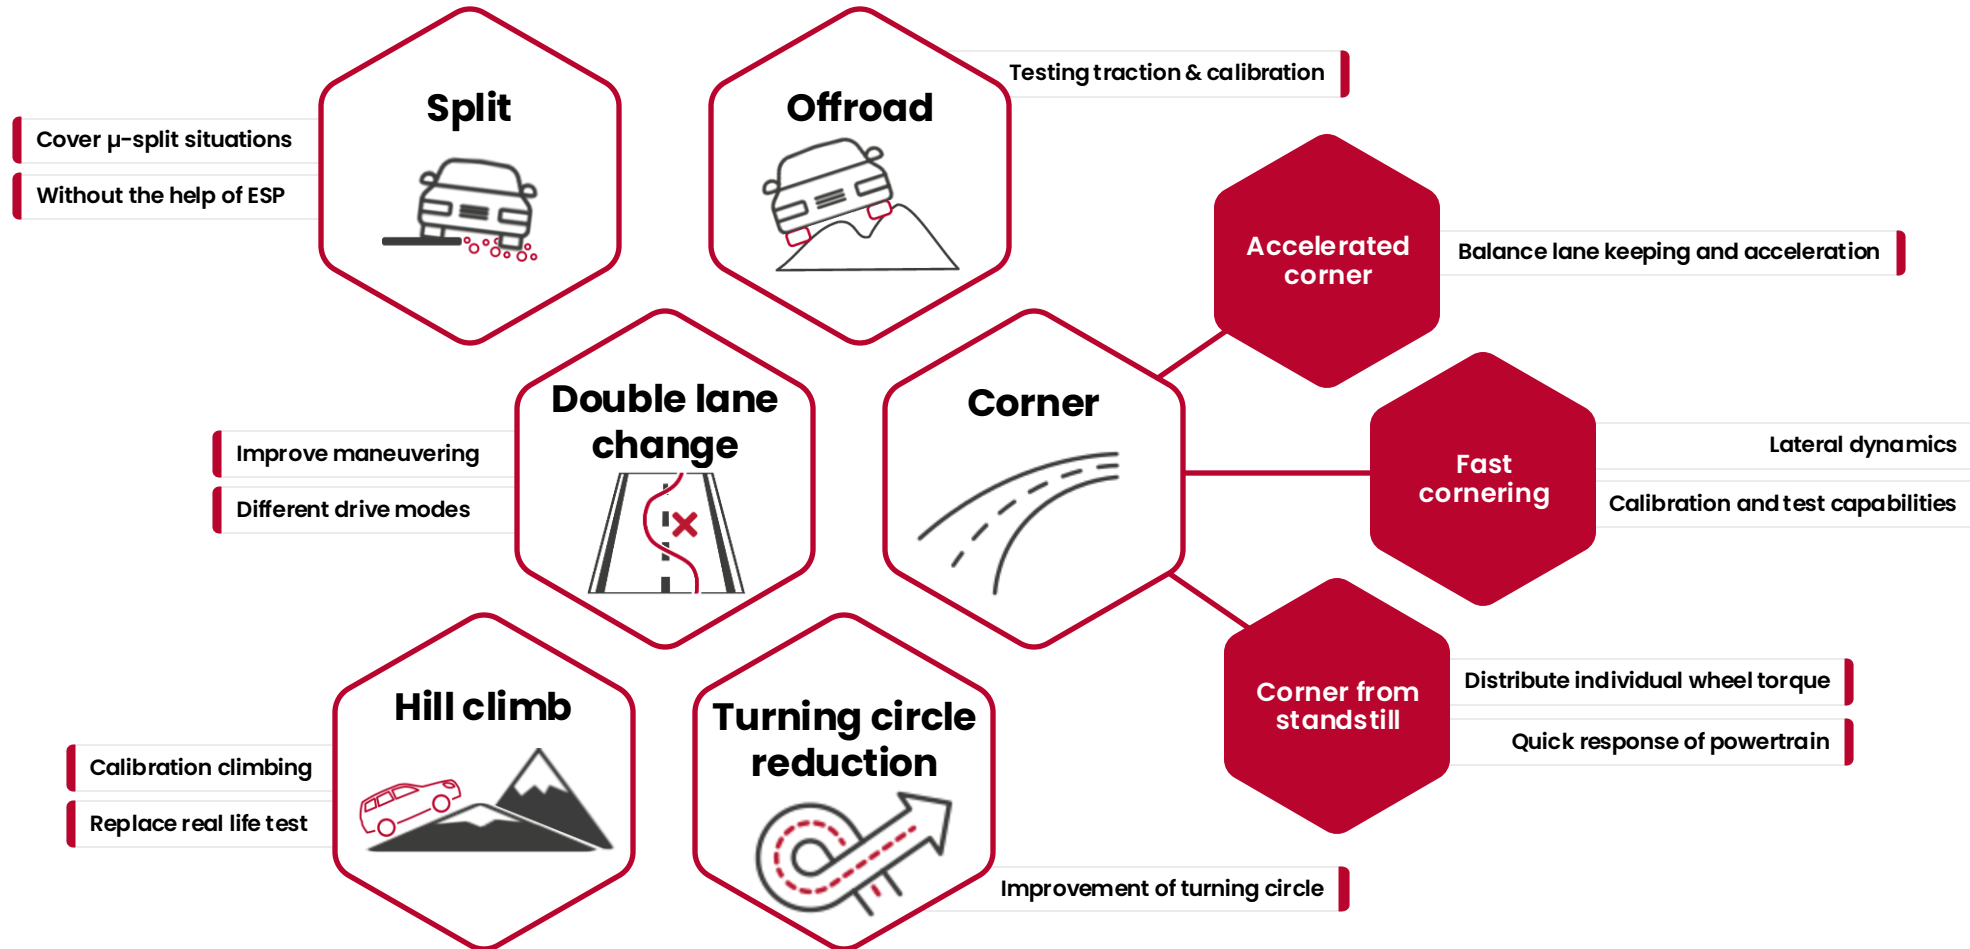 Split
Cover µ-split situations
Without the help of ESP
Offroad
Testing traction & calibration
Accelerated
corner
Balance lane keeping and acceleration
Double lane
change
Improve maneuvering
Different drive modes
Corner
Fast
cornering
Lateral dynamics
Calibration and test capabilities
Corner from
standstill
Distribute individual wheel torque
Quick response of powertrain
Hill climb
Calibration climbing
Replace real life test
Turning circle
reduction
Improvement of turning circle